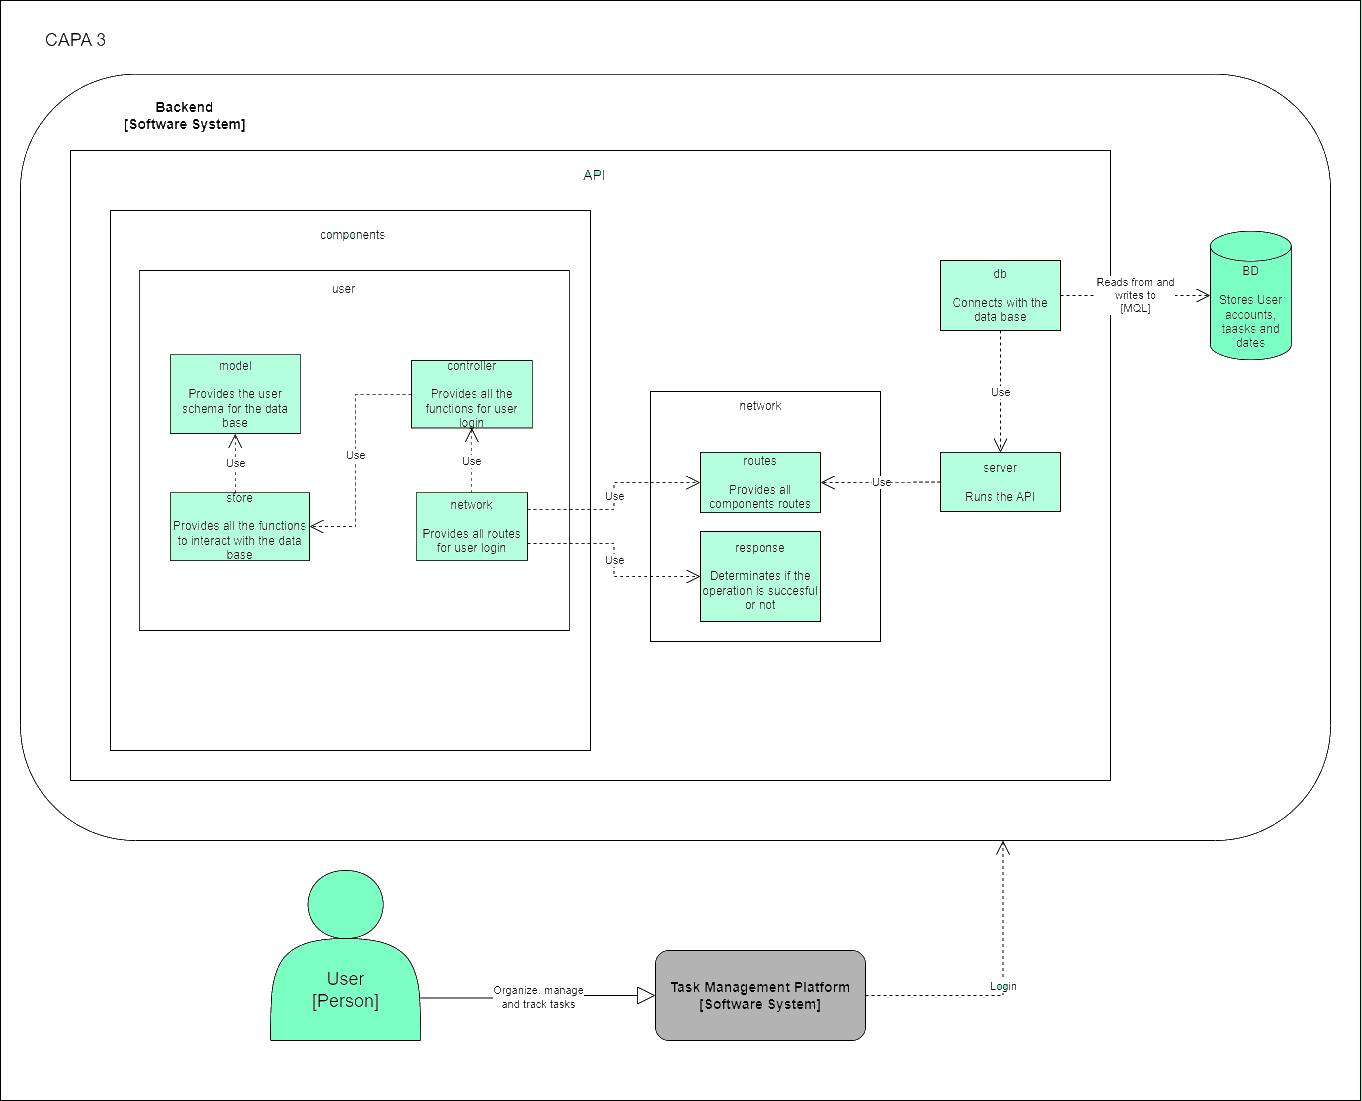 CAPA 3
Backend
[Software System]
API
components
user
model
Provides the user
schema for the data
base
controller
Provides all the
functions for user
login
Use
Use
Use
store
Provides all the functions
to interact with the data
base
network
Provides all routes
for user login
Use
Use
network
routes
Provides all
components routes
response
Determinates if the
operation is succesful
or not
db
Connects with the
data base
Use
Use
server
Runs the API
Reads from and
writes to
[MQL]
BD
Stores User
accounts,
taasks and
dates
User
[Person]
Organize. manage
and track tasks
Task Management Platform
[Software System]
Login